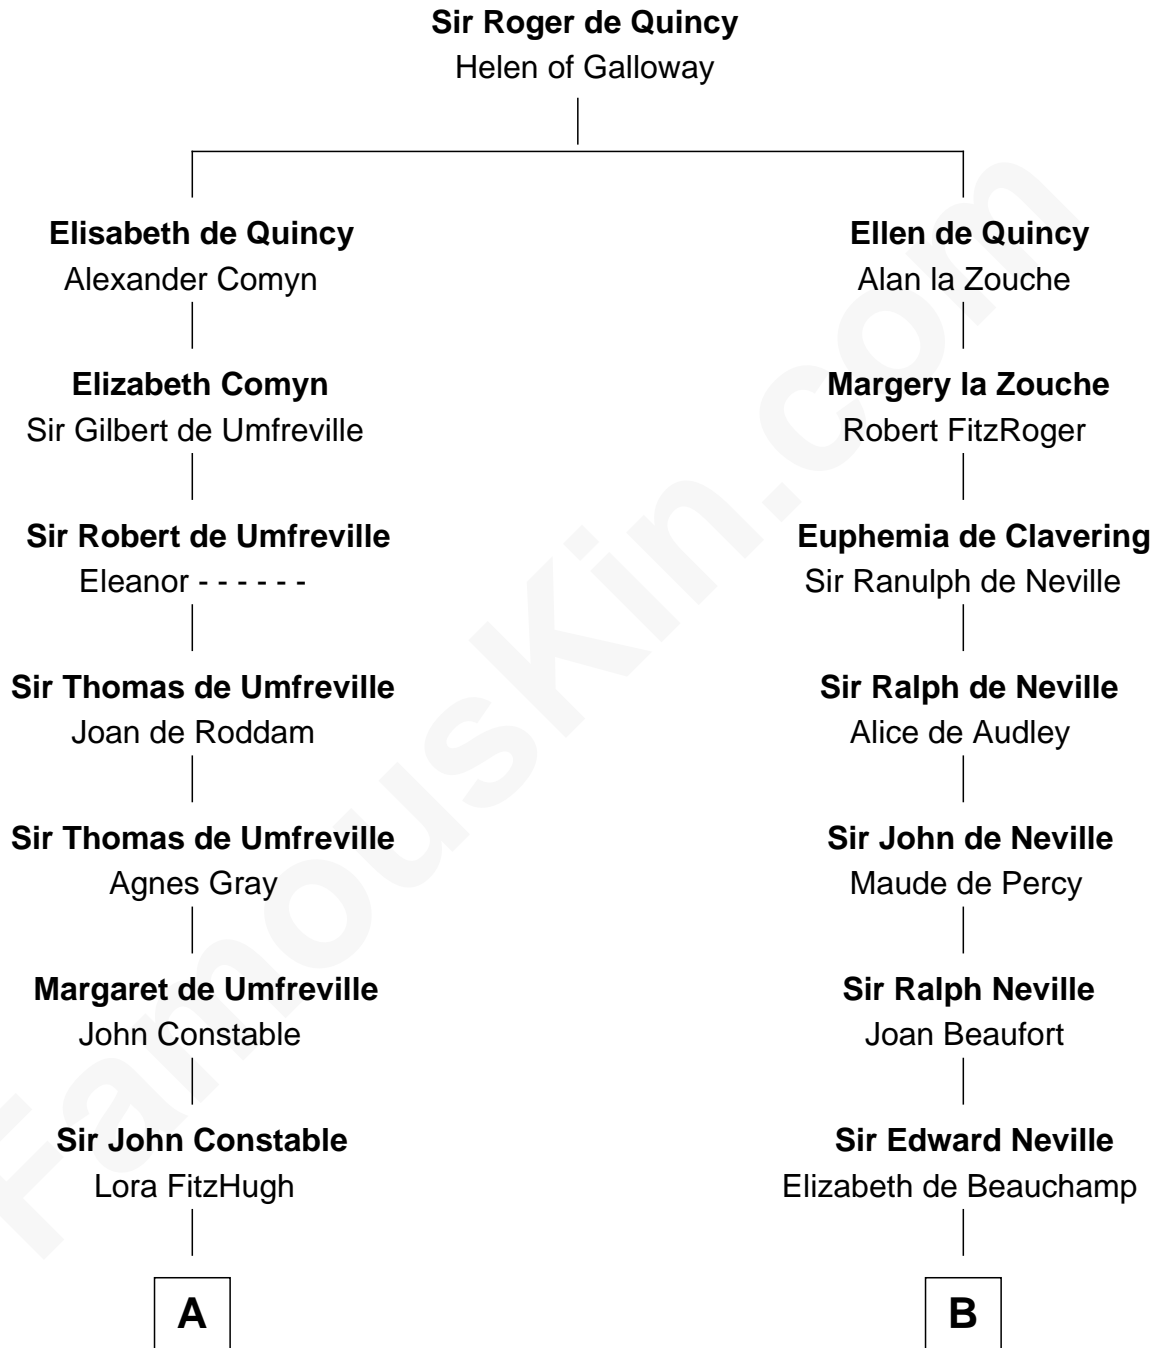 Sir Roger de Quincy
Helen of Galloway
Elisabeth de Quincy
Alexander Comyn
Ellen de Quincy
Alan la Zouche
Elizabeth Comyn
Sir Gilbert de Umfreville
Margery la Zouche
Robert FitzRoger
Sir Robert de Umfreville
Eleanor - - - - - -
Euphemia de Clavering
Sir Ranulph de Neville
Sir Thomas de Umfreville
Joan de Roddam
Sir Ralph de Neville
Alice de Audley
Sir Thomas de Umfreville
Agnes Gray
Sir John de Neville
Maude de Percy
Margaret de Umfreville
John Constable
Sir Ralph Neville
Joan Beaufort
Sir John Constable
Lora FitzHugh
Sir Edward Neville
Elizabeth de Beauchamp
A
B
FamousKin.com